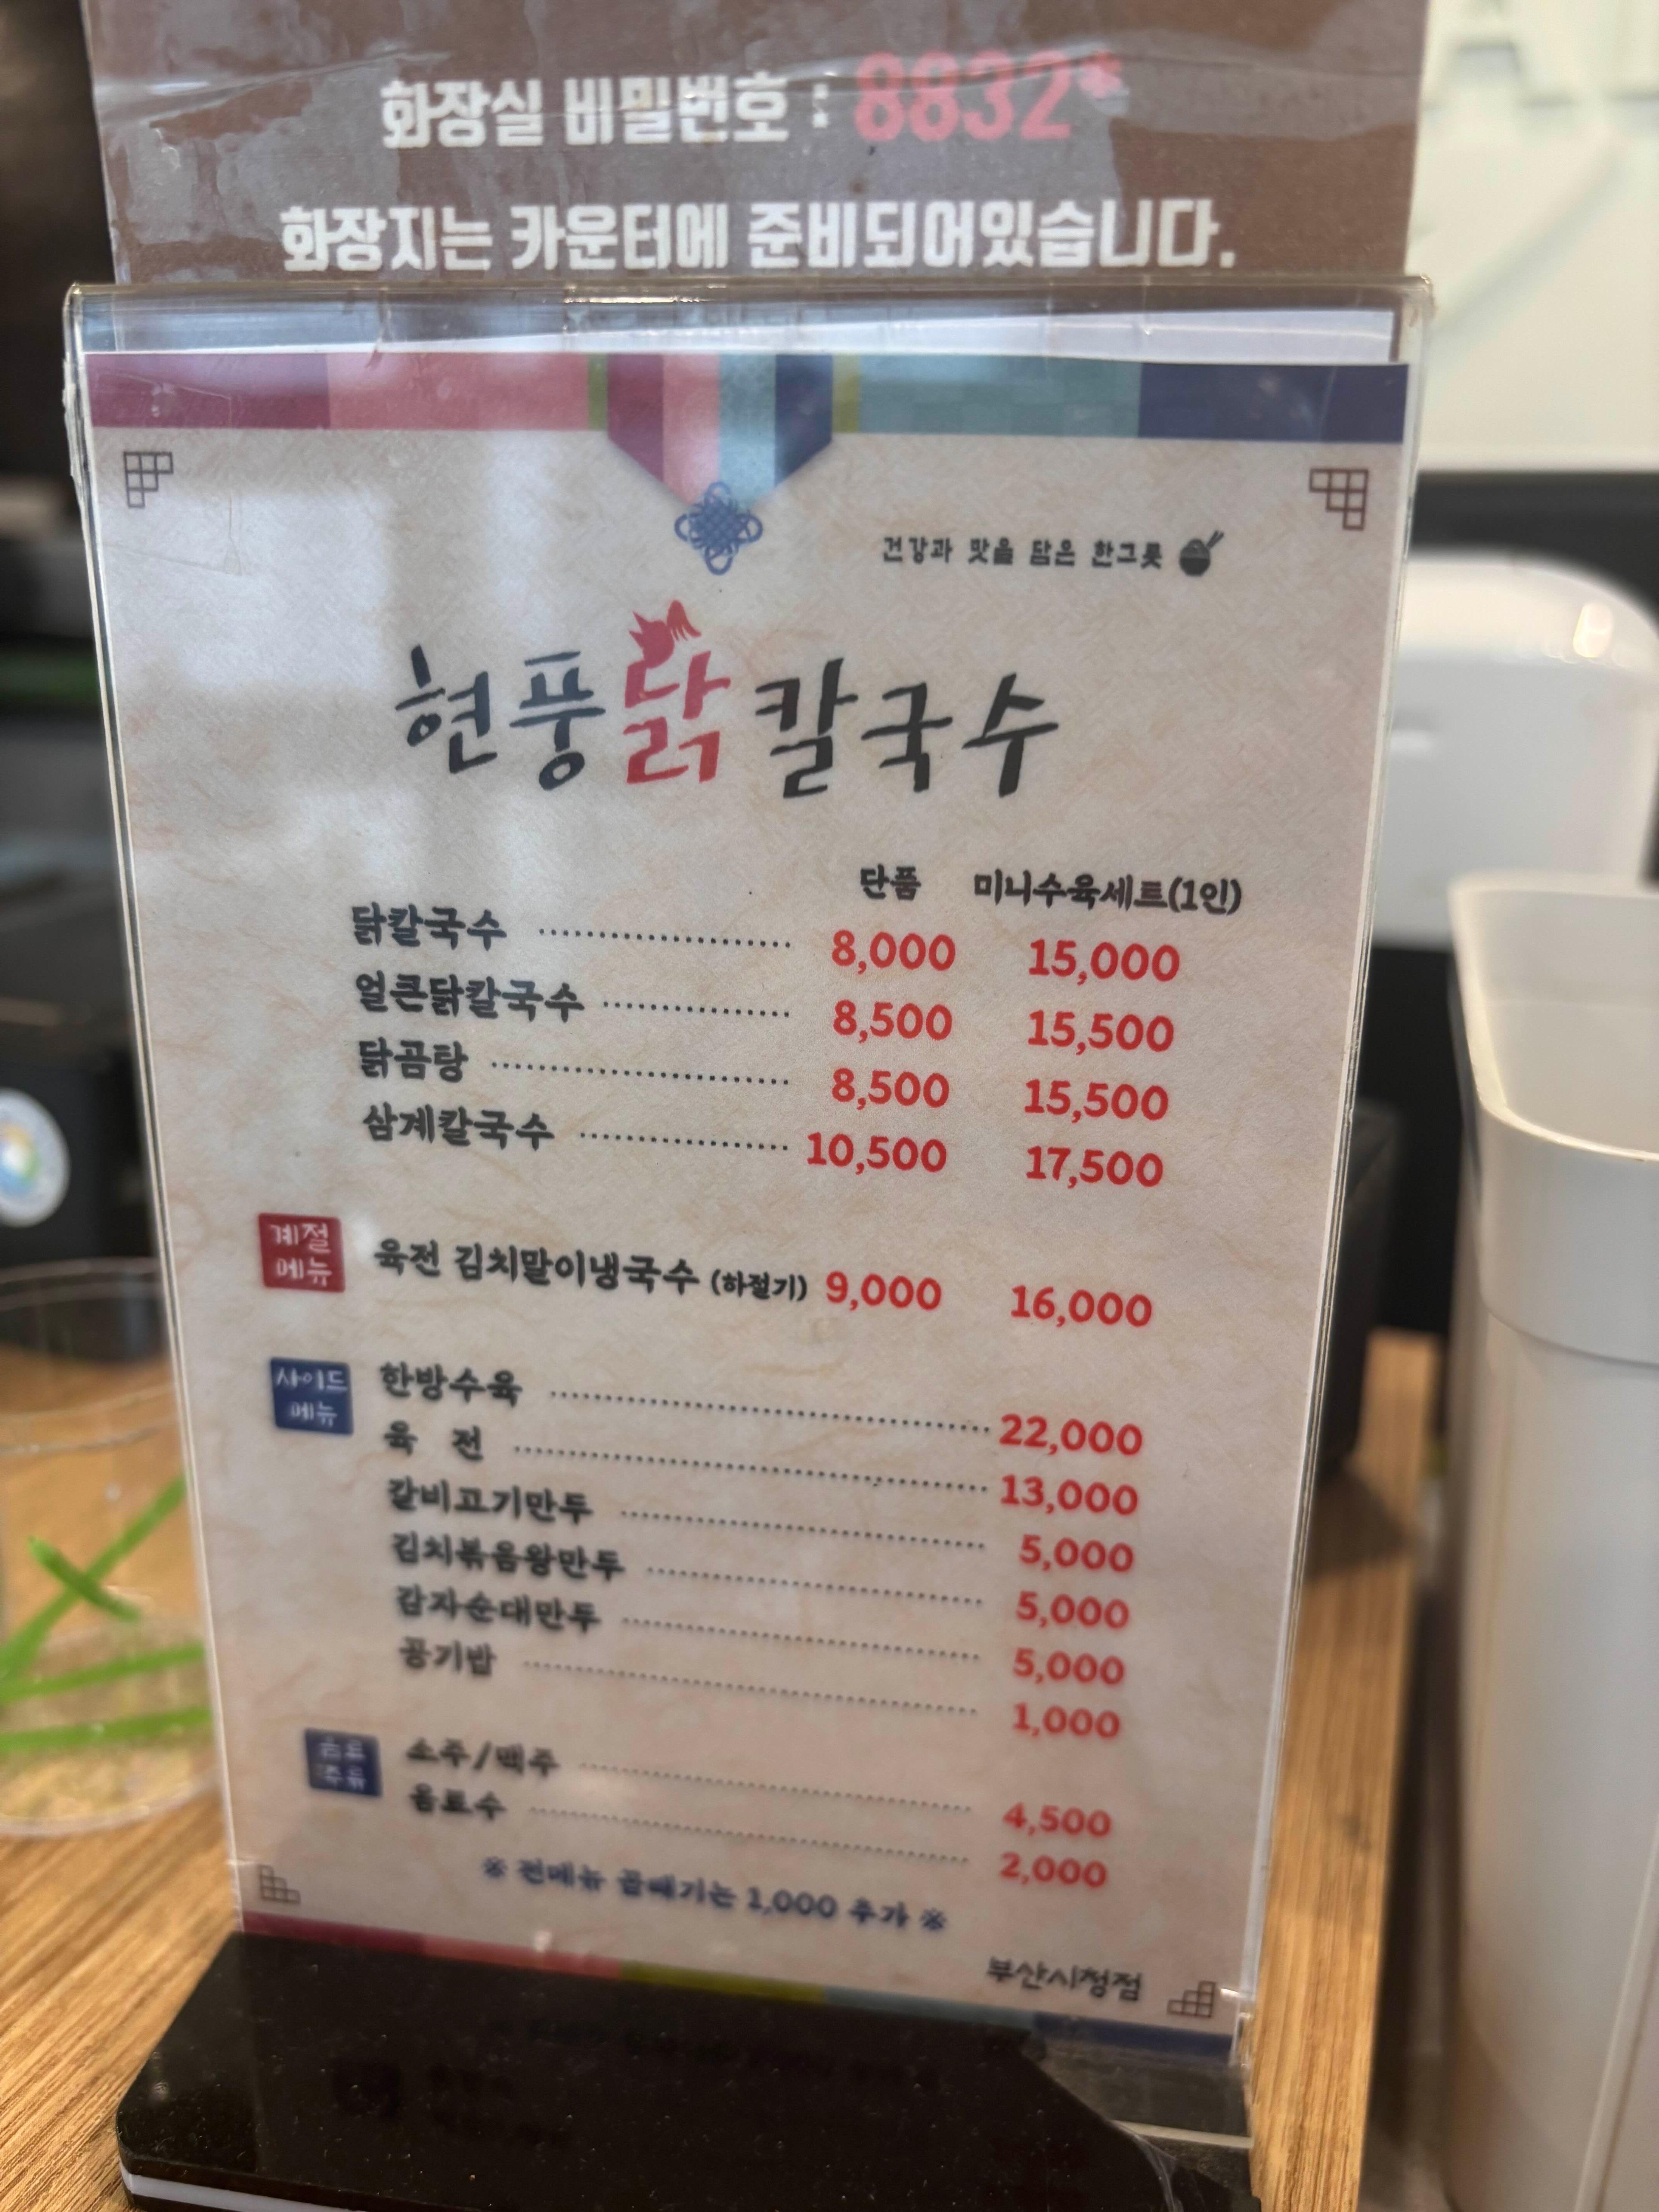 화장실 비밀번호 : 8832*
화장지는 카운터에 준비되어있습니다.
건강과 맛을 담은 한그릇
현풍닭칼국수
단품 미니수육세트(1인)
닭칼국수 8,000 15,000
얼큰닭칼국수 8,500 15,500
닭곰탕 8,500 15,500
삼계칼국수 10,500 17,500
계절메뉴
육전 김치말이냉국수 (하절기) 9,000 16,000
사이드메뉴
한방수육 22,000
육 전 13,000
갈비고기만두 5,000
김치볶음왕만두 5,000
감자순대만두 5,000
공기밥 1,000
음료주류
소주/맥주 4,500
음료수 2,000
※ 전메뉴 곱빼기는 1,000 추가 ※
부산시청점